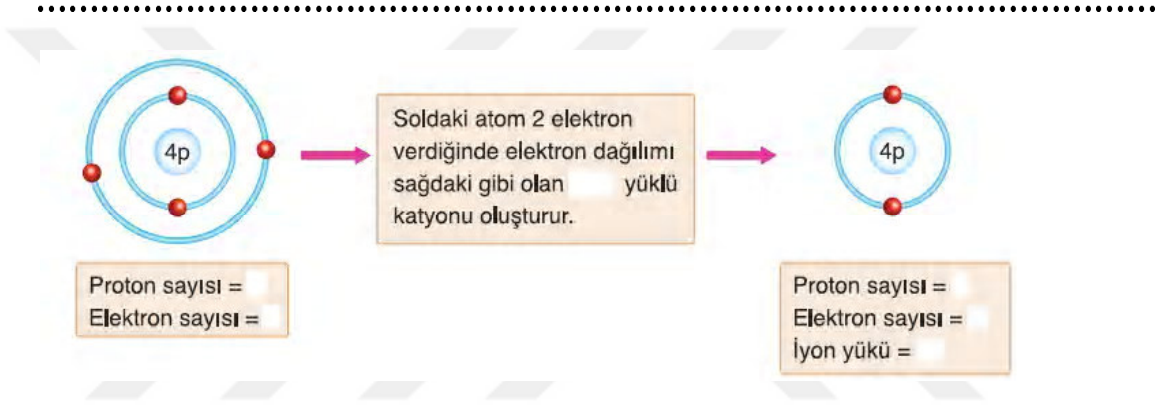 4p
Soldaki atom 2 elektron
verdiğinde elektron dağılımı
sağdaki gibi olan yüklü
katyonu oluşturur.
4p
Proton sayısı =
Elektron sayısı =
Proton sayısı =
Elektron sayısı =
İyon yükü =